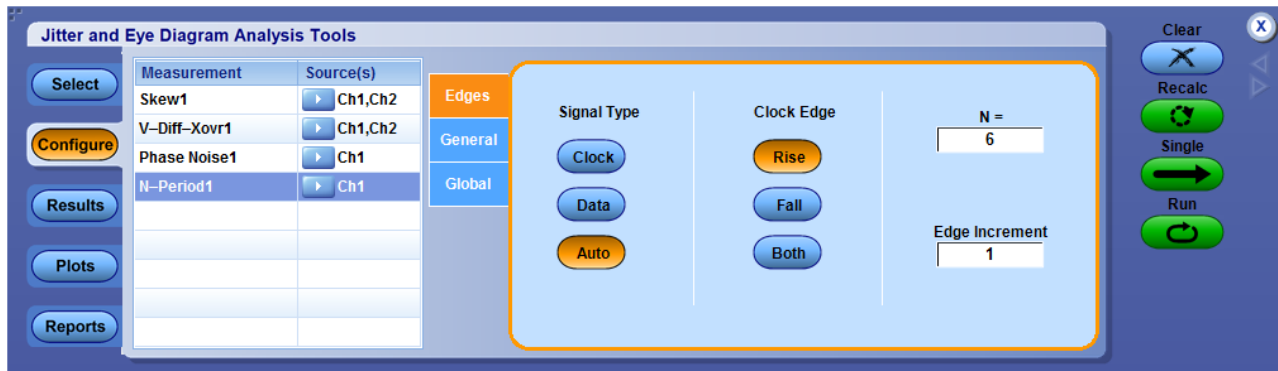 Jitter and Eye Diagram Analysis Tools
Select
Configure
Results
Plots
Reports
Measurement Source(s)
Skew1 Ch1,Ch2
V–Diff–Xovr1 Ch1,Ch2
Phase Noise1 Ch1
N–Period1 Ch1
Edges
General
Global
Signal Type
Clock
Data
Auto
Clock Edge
Rise
Fall
Both
N =
6
Edge Increment
1
Clear
X
Recalc
Single
Run